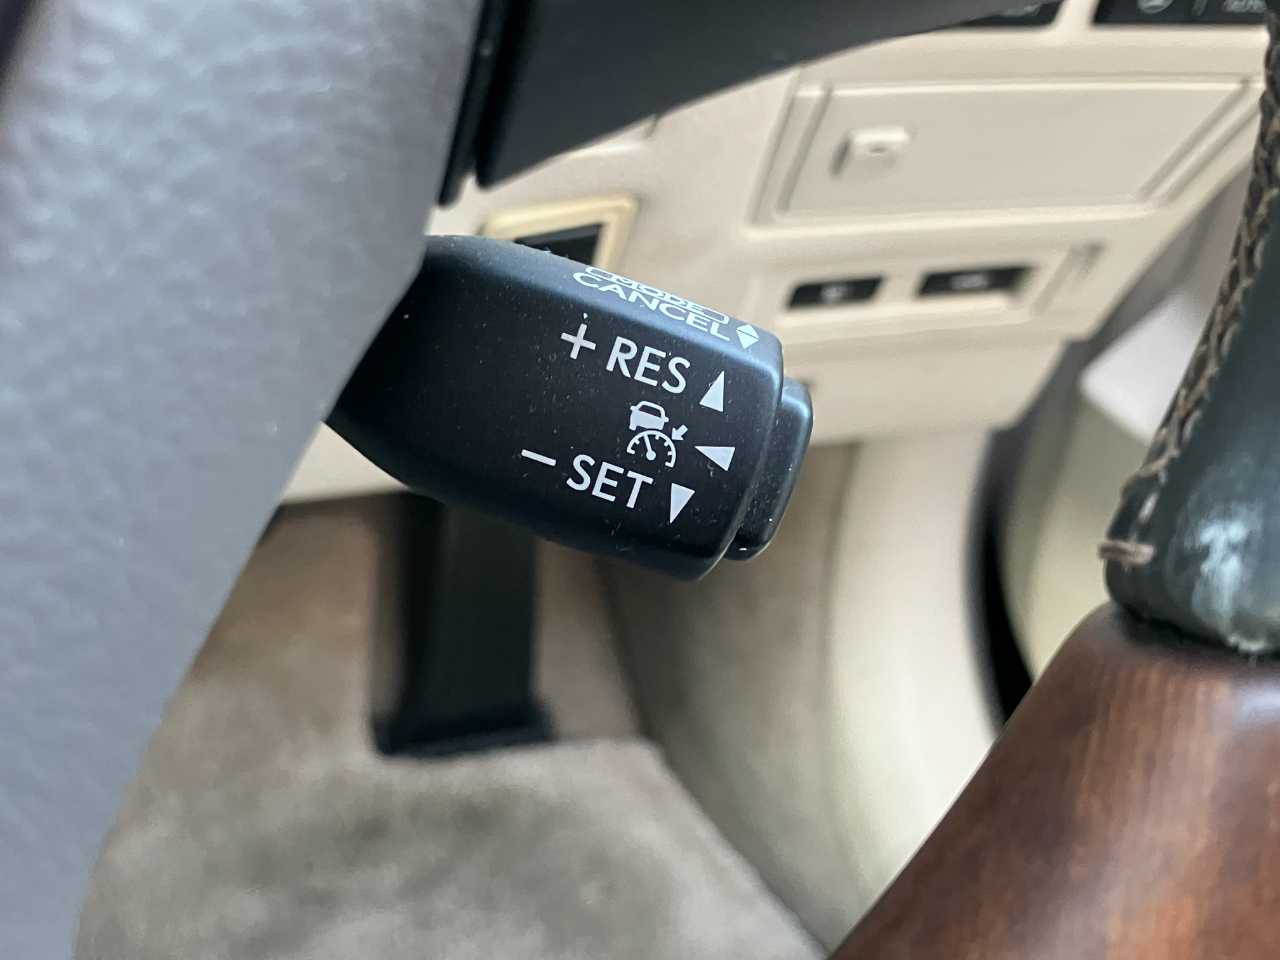 MODE
CANCEL
+ RES
– SET